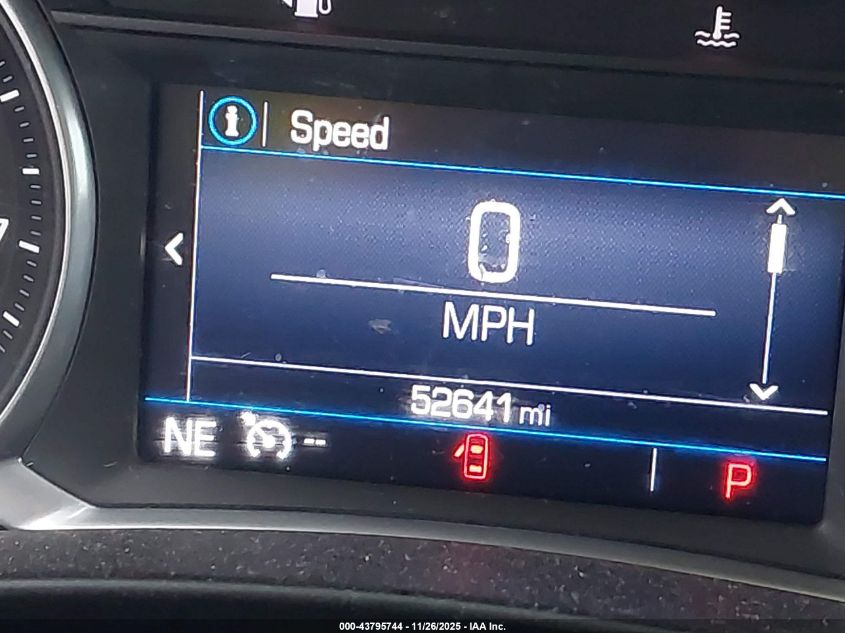 Speed
0
MPH
52641 mi
NE --
P
000-43795744 - 11/26/2025 - IAA Inc.